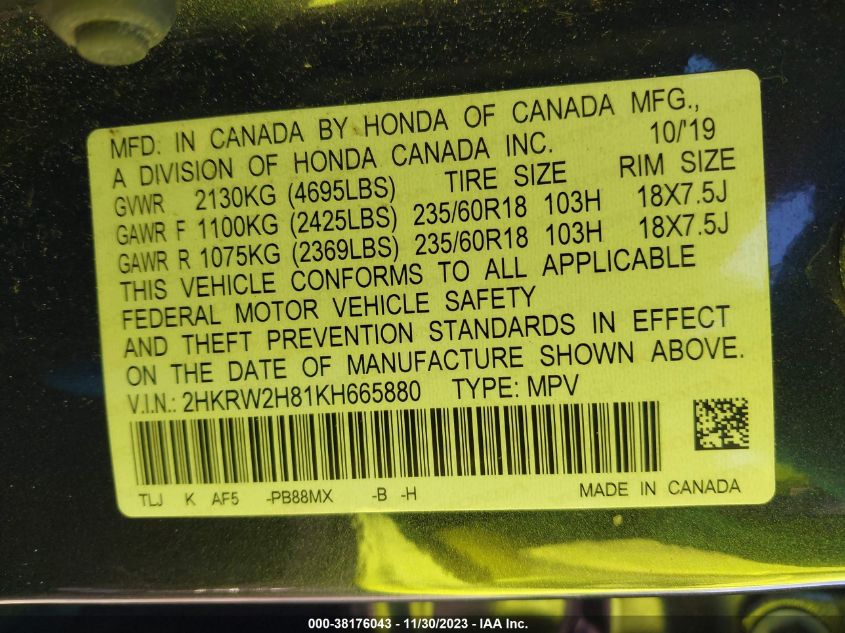 MFD. IN CANADA BY HONDA OF CANADA MFG.,
A DIVISION OF HONDA CANADA INC. 10/'19
GVWR 2130KG (4695LBS) TIRE SIZE RIM SIZE
GAWR F 1100KG (2425LBS) 235/60R18 103H 18X7.5J
GAWR R 1075KG (2369LBS) 235/60R18 103H 18X7.5J
THIS VEHICLE CONFORMS TO ALL APPLICABLE
FEDERAL MOTOR VEHICLE SAFETY
AND THEFT PREVENTION STANDARDS IN EFFECT
ON THE DATE OF MANUFACTURE SHOWN ABOVE.
V.I.N.: 2HKRW2H81KH665880 TYPE: MPV
TLJ K AF5 -PB88MX -B -H MADE IN CANADA
000-38176043 - 11/30/2023 - IAA Inc.